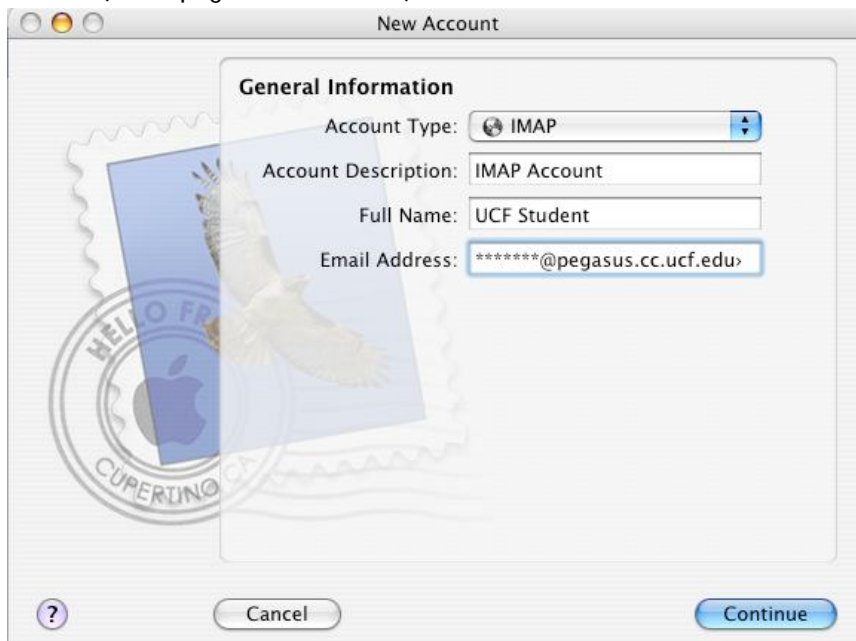 New Account
General Information
Account Type: IMAP
Account Description: IMAP Account
Full Name: UCF Student
Email Address: *******@pegasus.cc.ucf.edu›
HELLO FR
CUPERTINO CA
? Cancel Continue